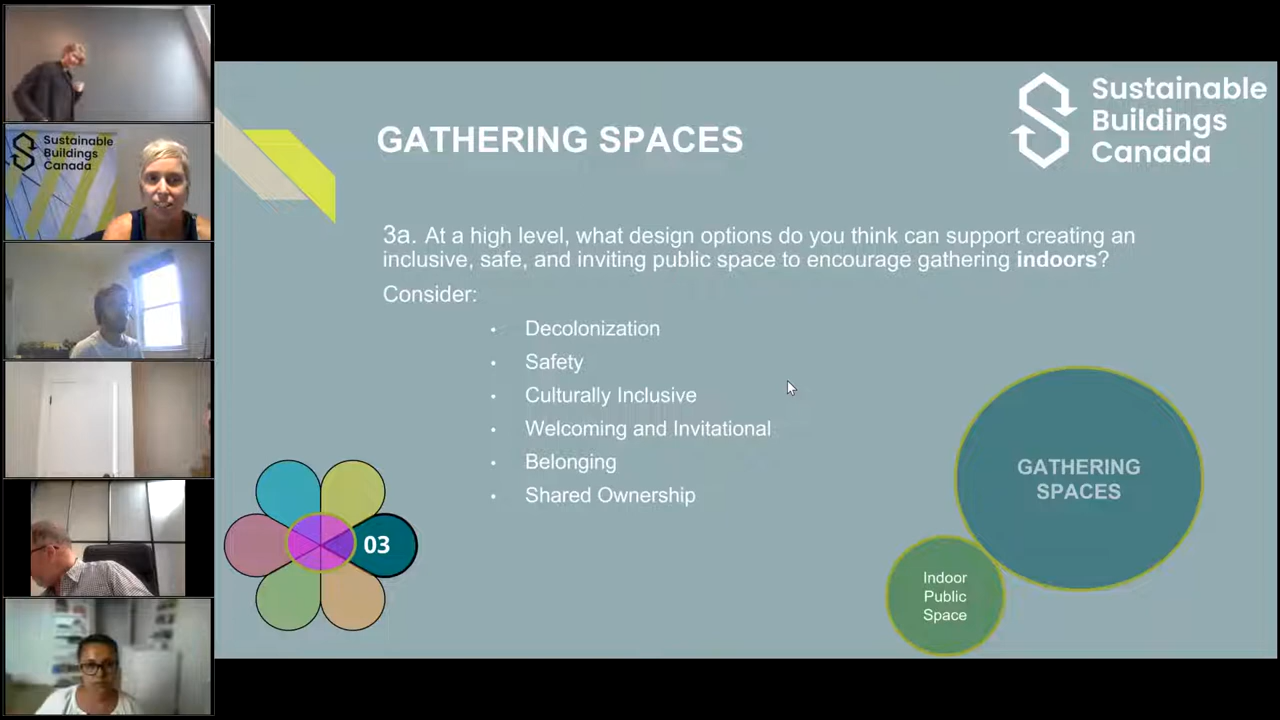 Sustainable
Buildings
Canada
GATHERING SPACES
Sustainable
Buildings
Canada
3a. At a high level, what design options do you think can support creating an
inclusive, safe, and inviting public space to encourage gathering indoors?
Consider:
• Decolonization
• Safety
• Culturally Inclusive
• Welcoming and Invitational
• Belonging
• Shared Ownership
03
GATHERING
SPACES
Indoor
Public
Space